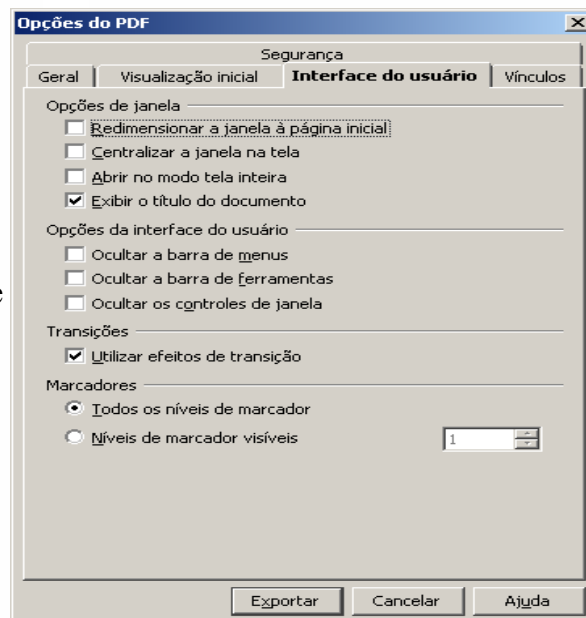 Opções do PDF
Segurança
Geral
Visualização inicial
Interface do usuário
Vínculos
Opções de janela
Redimensionar a janela à página inicial
Centralizar a janela na tela
Abrir no modo tela inteira
Exibir o título do documento
Opções da interface do usuário
Ocultar a barra de menus
Ocultar a barra de ferramentas
e
Ocultar os controles de janela
Transições
Utilizar efeitos de transição
Marcadores
Todos os níveis de marcador
Níveis de marcador visíveis 1
Exportar Cancelar Ajuda